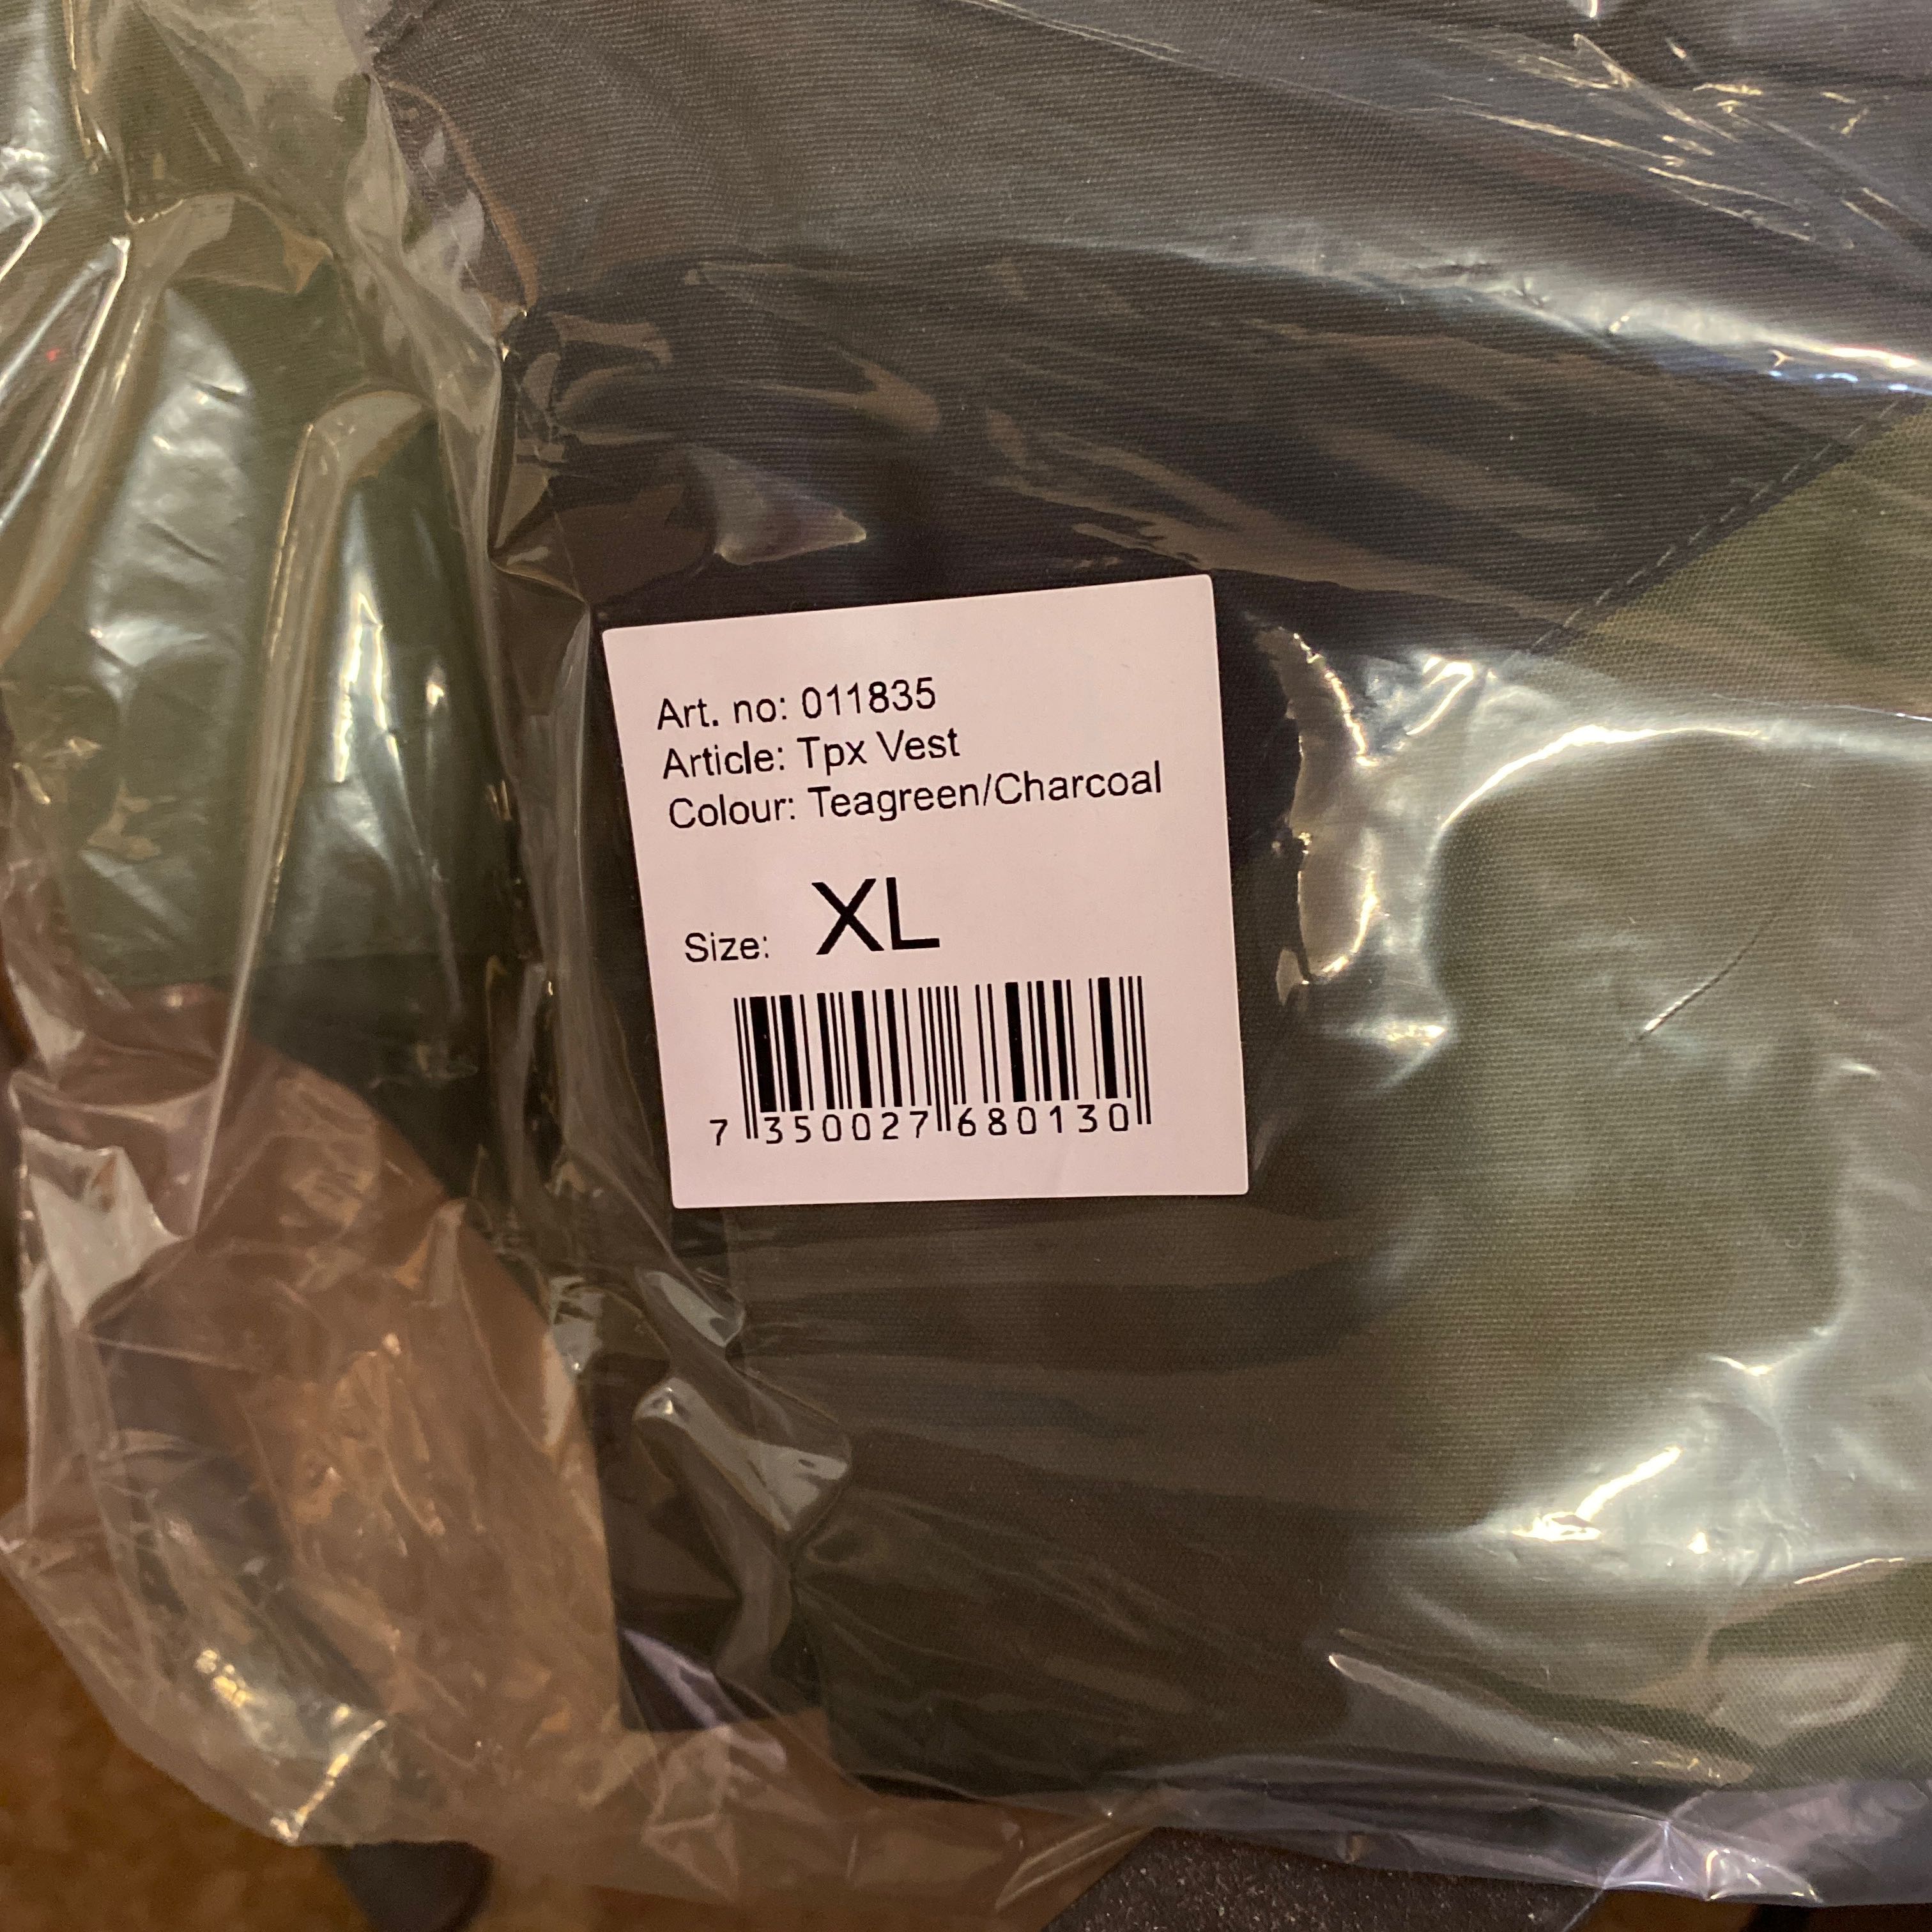 Art. no: 011835
Article: Tpx Vest
Colour: Teagreen/Charcoal
Size: XL
7 350027 680130